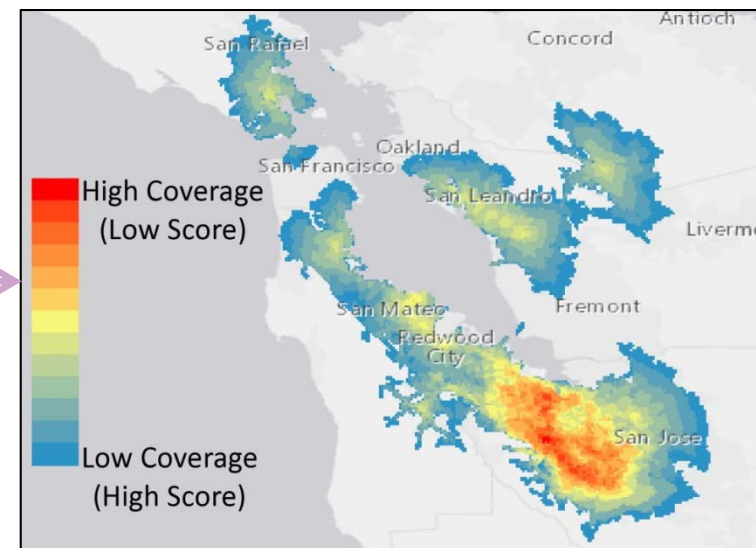 Antioch
San Rafael
Concord
Oakland
San Francisco
San Leandro
Livermo
Fremont
San Mateo
Redwood
City
San Jose
High Coverage
(Low Score)
Low Coverage
(High Score)